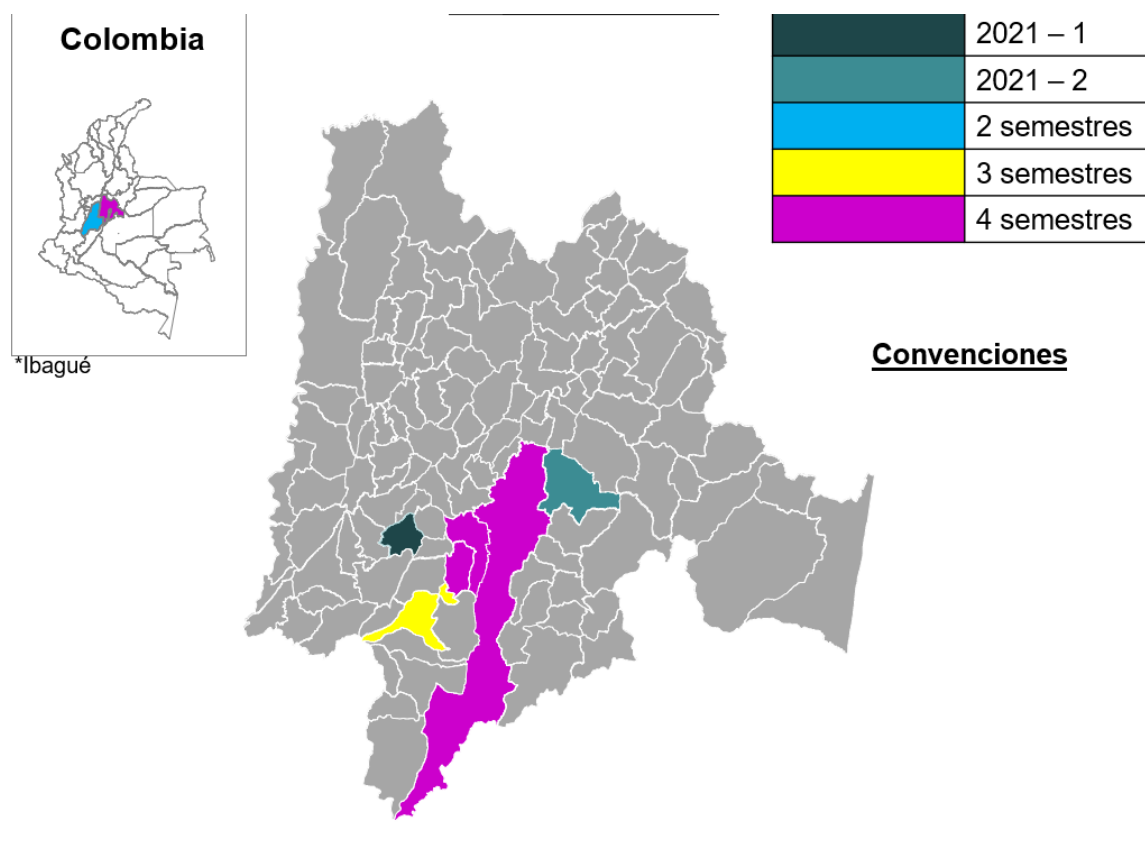 Colombia
*Ibagué
2021 – 1
2021 – 2
2 semestres
3 semestres
4 semestres
Convenciones